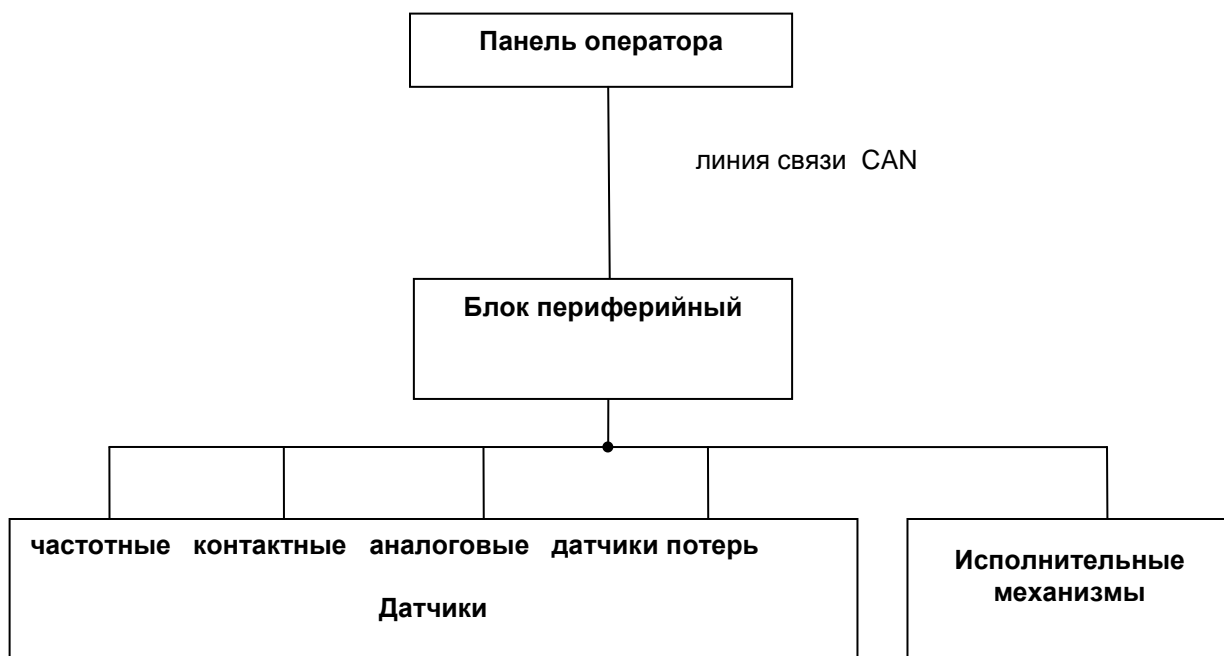 Панель оператора
линия связи CAN
Блок периферийный
частотные контактные аналоговые датчики потерь
Датчики
Исполнительные
механизмы